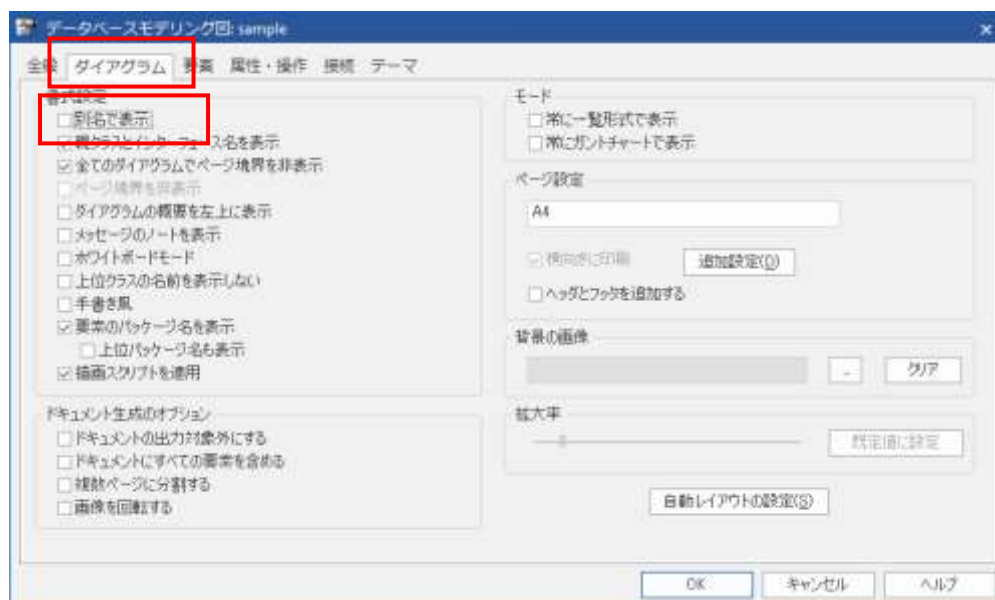 データベースモデリング図: sample
全般 ダイアグラム 要素 属性・操作 接続 テーマ
書式設定
別名で表示
親クラスとインターフェース名を表示
全てのダイアグラムでページ境界を非表示
ページ境界を非表示
ダイアグラムの概要を左上に表示
メッセージのノートを表示
ホワイトボードモード
上位クラスの名前を表示しない
手書き風
要素のパッケージ名を表示
上位パッケージ名も表示
描画スクリプトを適用
ドキュメント生成のオプション
ドキュメントの出力対象外にする
ドキュメントにすべての要素を含める
複数ページに分割する
画像を回転する
モード
常に一覧形式で表示
常にガントチャートで表示
ページ設定
A4
横向きに印刷 追加設定(D)
ヘッダとフッタを追加する
背景の画像
.. クリア
拡大率
既定値に設定
自動レイアウトの設定(S)
OK キャンセル ヘルプ